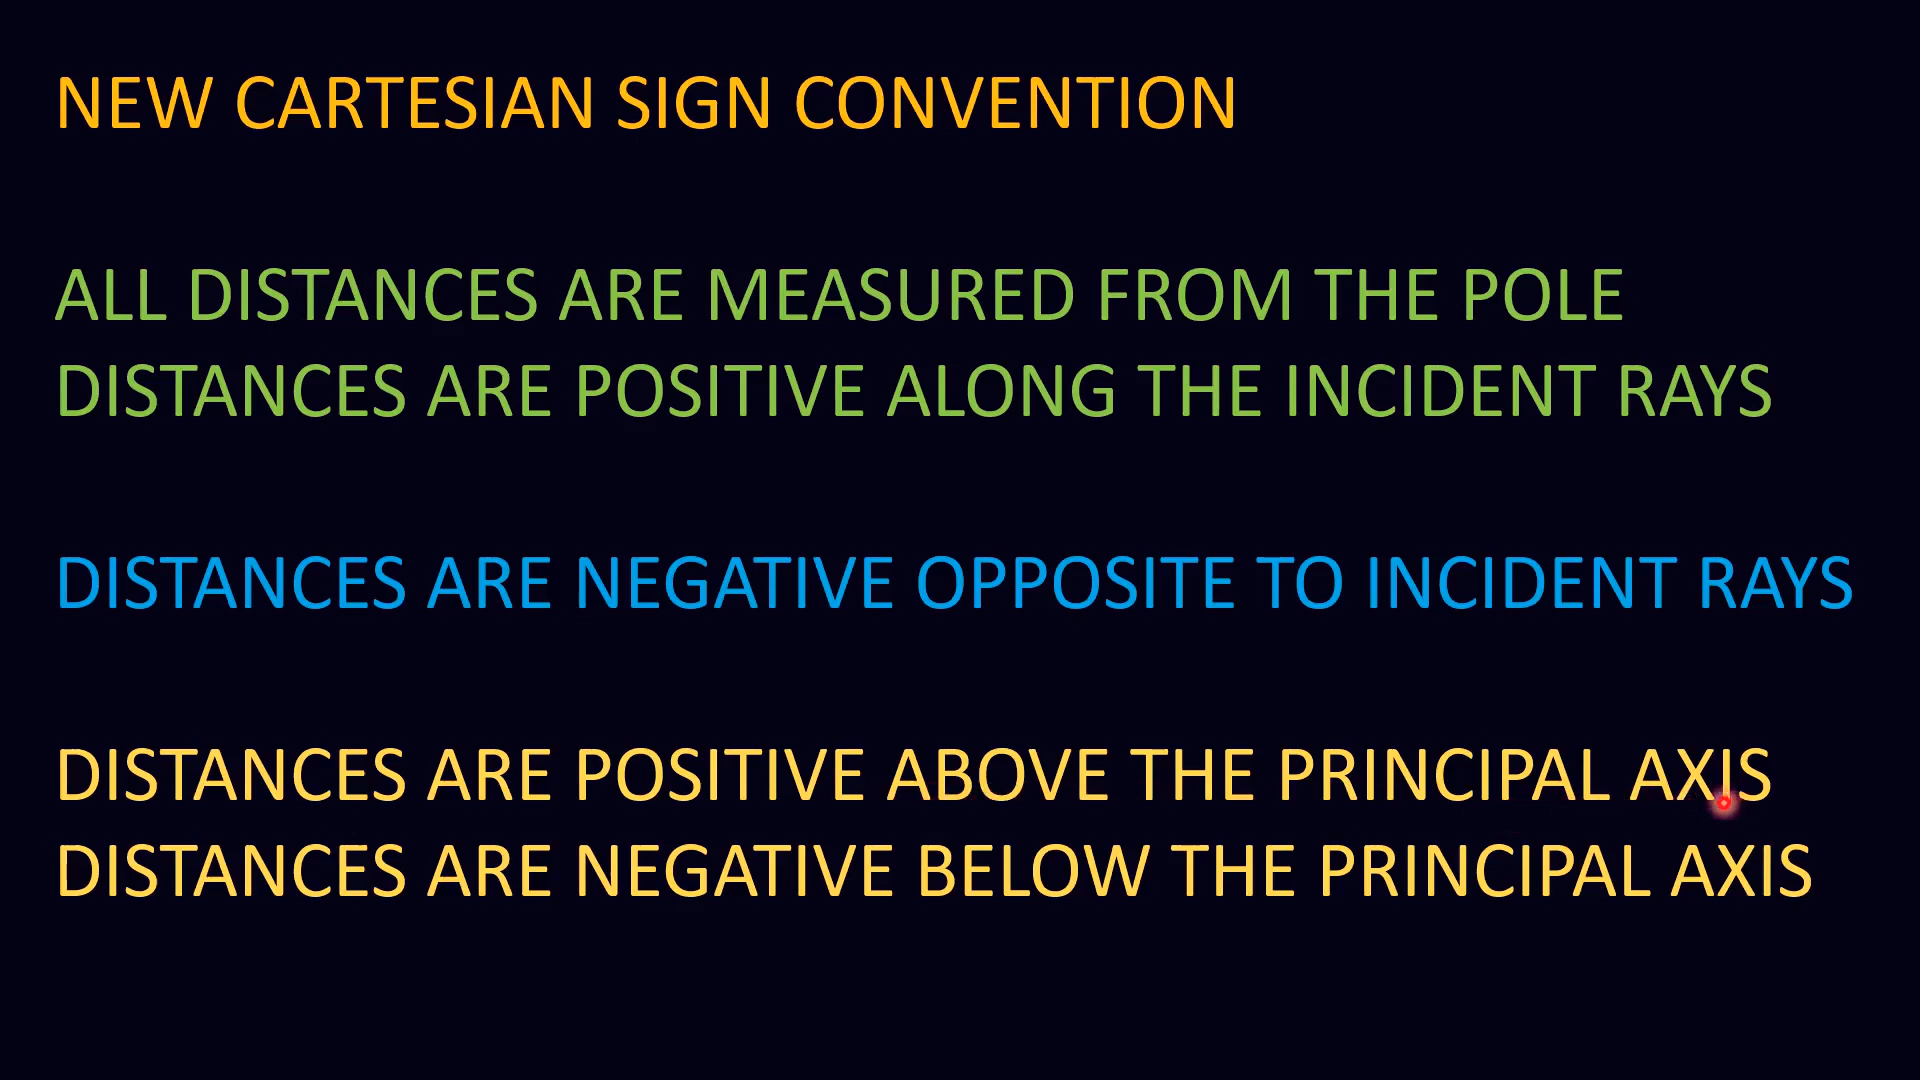 NEW CARTESIAN SIGN CONVENTION
ALL DISTANCES ARE MEASURED FROM THE POLE
DISTANCES ARE POSITIVE ALONG THE INCIDENT RAYS
DISTANCES ARE NEGATIVE OPPOSITE TO INCIDENT RAYS
DISTANCES ARE POSITIVE ABOVE THE PRINCIPAL AXIS
DISTANCES ARE NEGATIVE BELOW THE PRINCIPAL AXIS